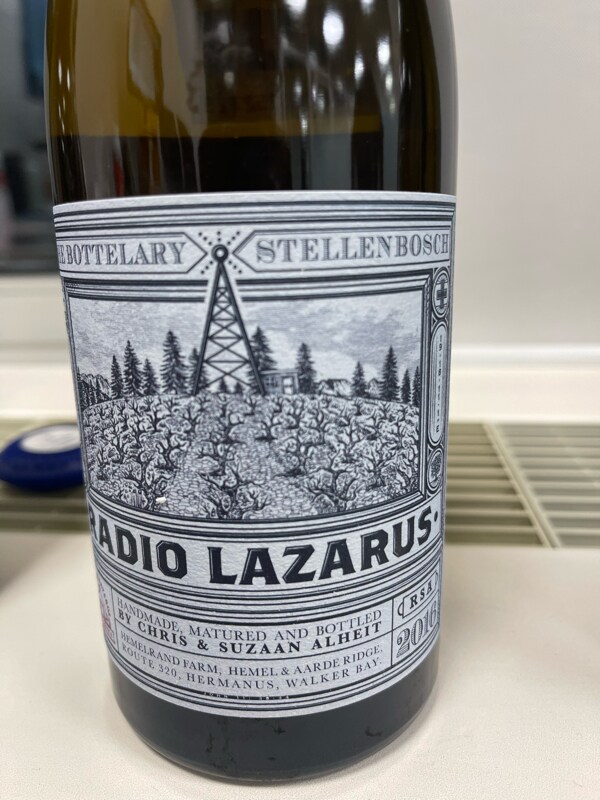 BOTTELARY STELLENBOSCH
RADIO LAZARUS
HANDMADE, MATURED AND BOTTLED
BY CHRIS & SUZAAN ALHEIT
HEMELRAND FARM, HEMEL & AARDE RIDGE,
ROUTE 320, HERMANUS, WALKER BAY.
RSA
2016